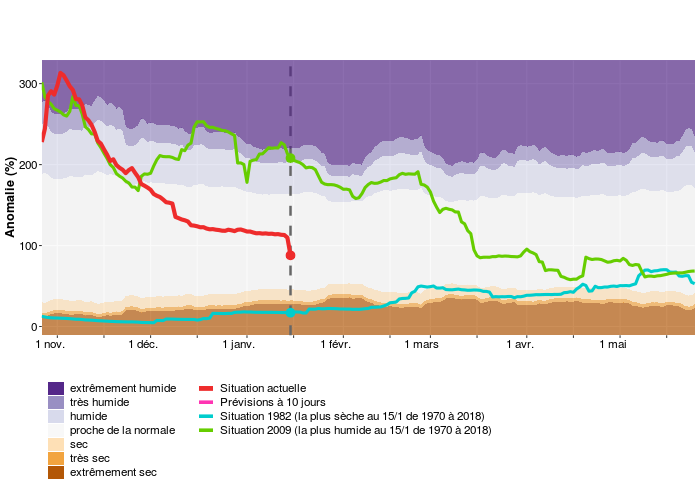 Anomalie (%)
300
200
100
0
1 nov.
1 déc.
1 janv.
1 févr.
1 mars
1 avr.
1 mai
extrêmement humide
très humide
humide
proche de la normale
sec
très sec
extrêmement sec
Situation actuelle
Prévisions à 10 jours
Situation 1982 (la plus sèche au 15/1 de 1970 à 2018)
Situation 2009 (la plus humide au 15/1 de 1970 à 2018)